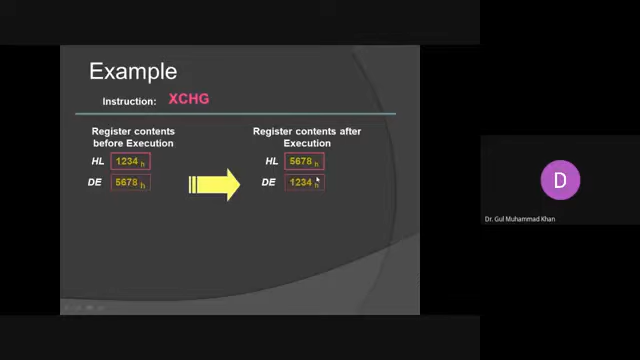 Example
Instruction: XCHG
Register contents before Execution
Register contents after Execution
HL 1234 h
HL 5678 h
DE 5678 h
DE 1234 h
D
Dr. Gul Muhammad Khan